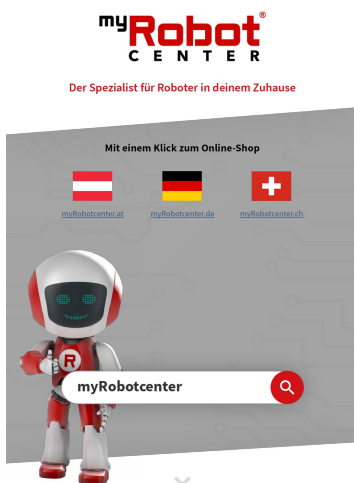 myRobot®
CENTER
Der Spezialist für Roboter in deinem Zuhause
Mit einem Klick zum Online-Shop
myRobotcenter.at myRobotcenter.de myRobotcenter.ch
R
myRobotcenter